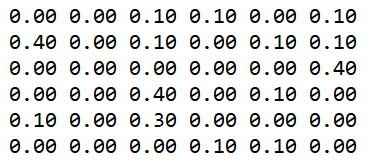 0.00 0.00 0.10 0.10 0.00 0.10
0.40 0.00 0.10 0.00 0.10 0.10
0.00 0.00 0.00 0.00 0.00 0.40
0.00 0.00 0.40 0.00 0.10 0.00
0.10 0.00 0.30 0.00 0.00 0.00
0.00 0.00 0.00 0.10 0.10 0.00